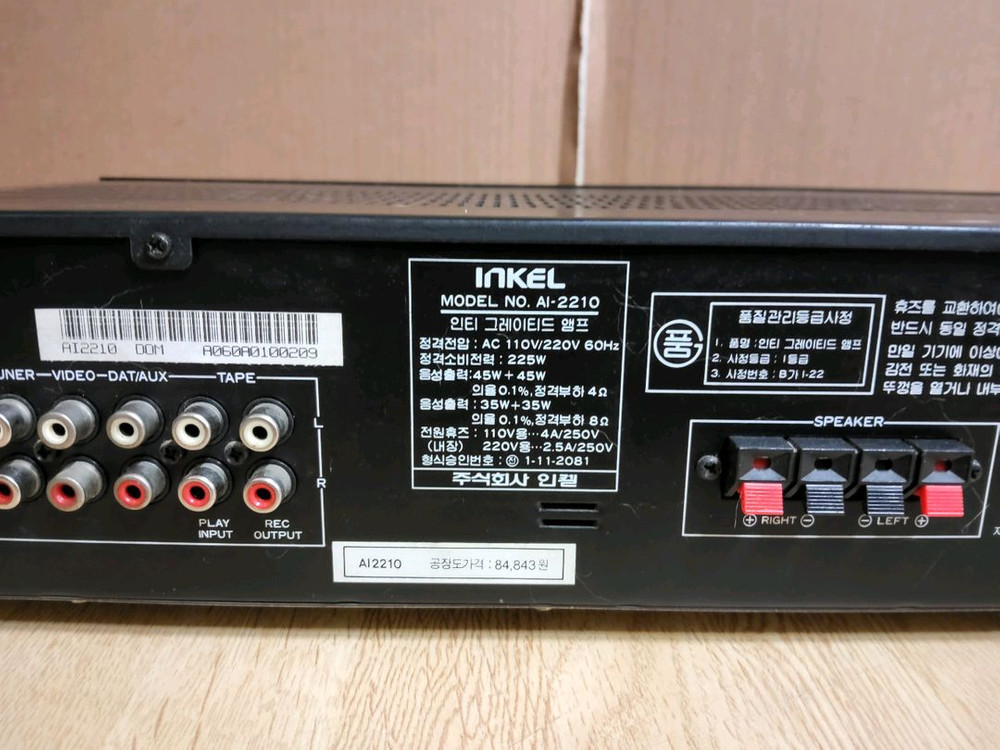 INKEL
MODEL NO. AI-2210
인티 그레이티드 앰프
정격전압 : AC 110V/220V 60Hz
정격소비전력 : 225W
음성출력:45W+45W
의율0.1%,정격부하 4Ω
음성출력 : 35W+35W
의율0.1%,정격부하 8Ω
전원휴즈 : 110V용…4A/250V
(내장) 220V용…2.5A/250V
형식승인번호 : 전 1-11-2081
주식회사 인켈
AI2210 DOM A060A0100209
UNER VIDEO DAT/AUX TAPE
L
R
PLAY INPUT
REC OUTPUT
AI2210 공장도가격 : 84,843원
품
품질관리등급사정
1. 품명 : 인티 그레이티드 앰프
2. 사정등급 : 1등급
3. 사정번호 : B가 1-22
휴즈를 교환하여
반드시 동일 정격
만일 기기에 이상
감전 또는 화재의
뚜껑을 열거나 내부
SPEAKER
⊕ RIGHT ⊖ ⊖ LEFT ⊕